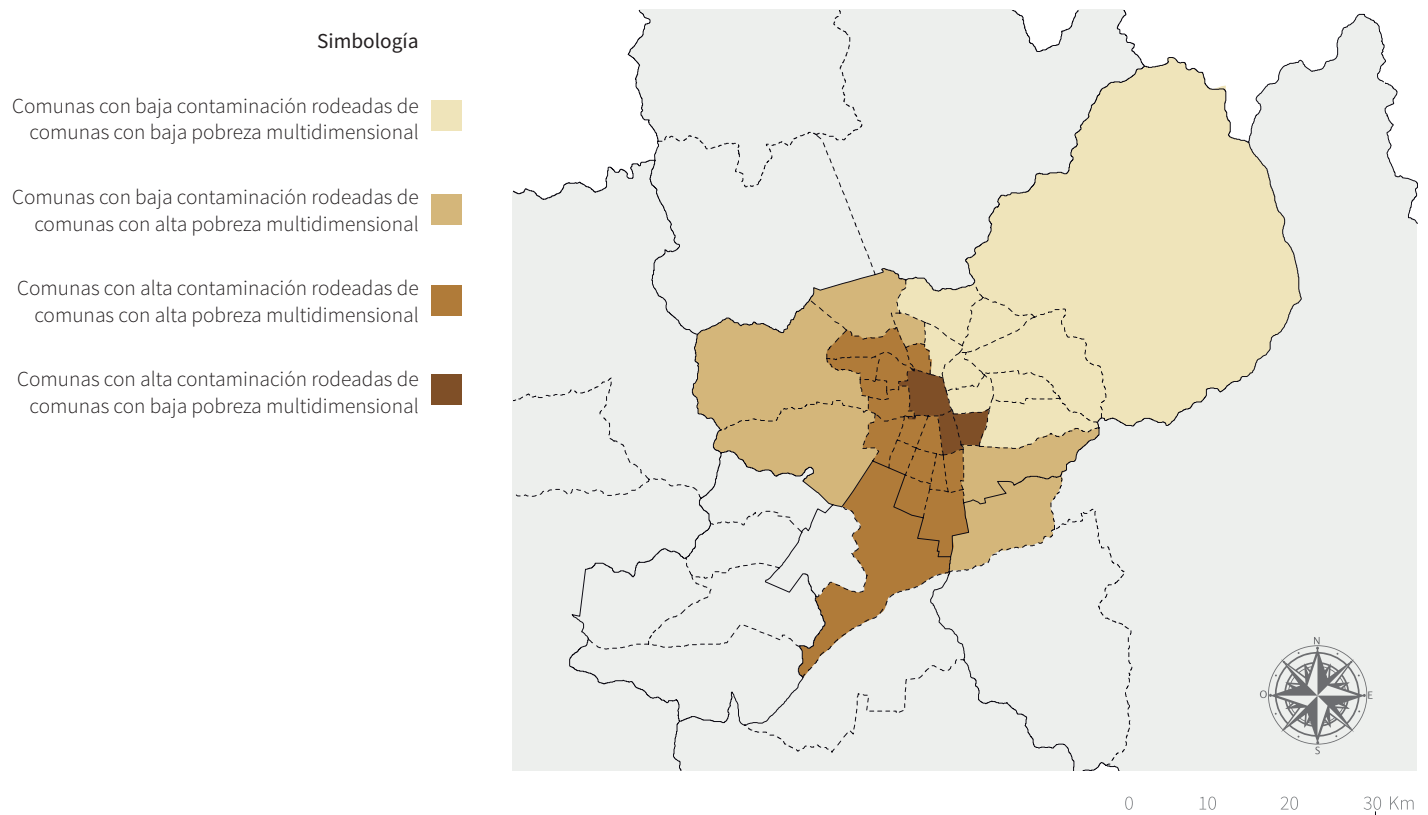 Simbología
Comunas con baja contaminación rodeadas de
comunas con baja pobreza multidimensional
Comunas con baja contaminación rodeadas de
comunas con alta pobreza multidimensional
Comunas con alta contaminación rodeadas de
comunas con alta pobreza multidimensional
Comunas con alta contaminación rodeadas de
comunas con baja pobreza multidimensional
N
O E
S
0 10 20 30 Km